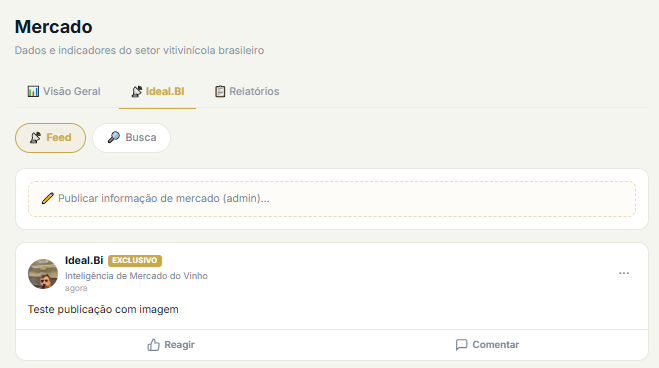 Mercado
Dados e indicadores do setor vitivinícola brasileiro
Visão Geral
Ideal.BI
Relatórios
Feed
Busca
Publicar informação de mercado (admin)...
Ideal.Bi EXCLUSIVO
Inteligência de Mercado do Vinho
agora
Teste publicação com imagem
Reagir
Comentar